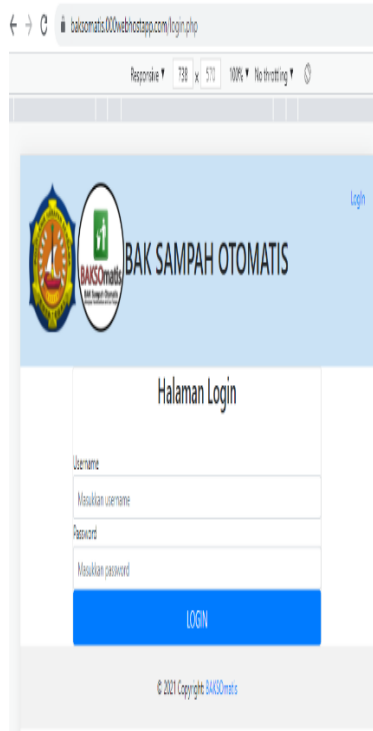 baksomatis.000webhostapp.com/login.php
Responsive ▼ 738 x 570 100% ▼ No throttling ▼
LogIn
BAKSOmatis
BAK SAMPAH OTOMATIS
Halaman Login
Username
Masukkan username
Password
Masukkan password
LOGIN
© 2021 Copyright: BAKSOmatis